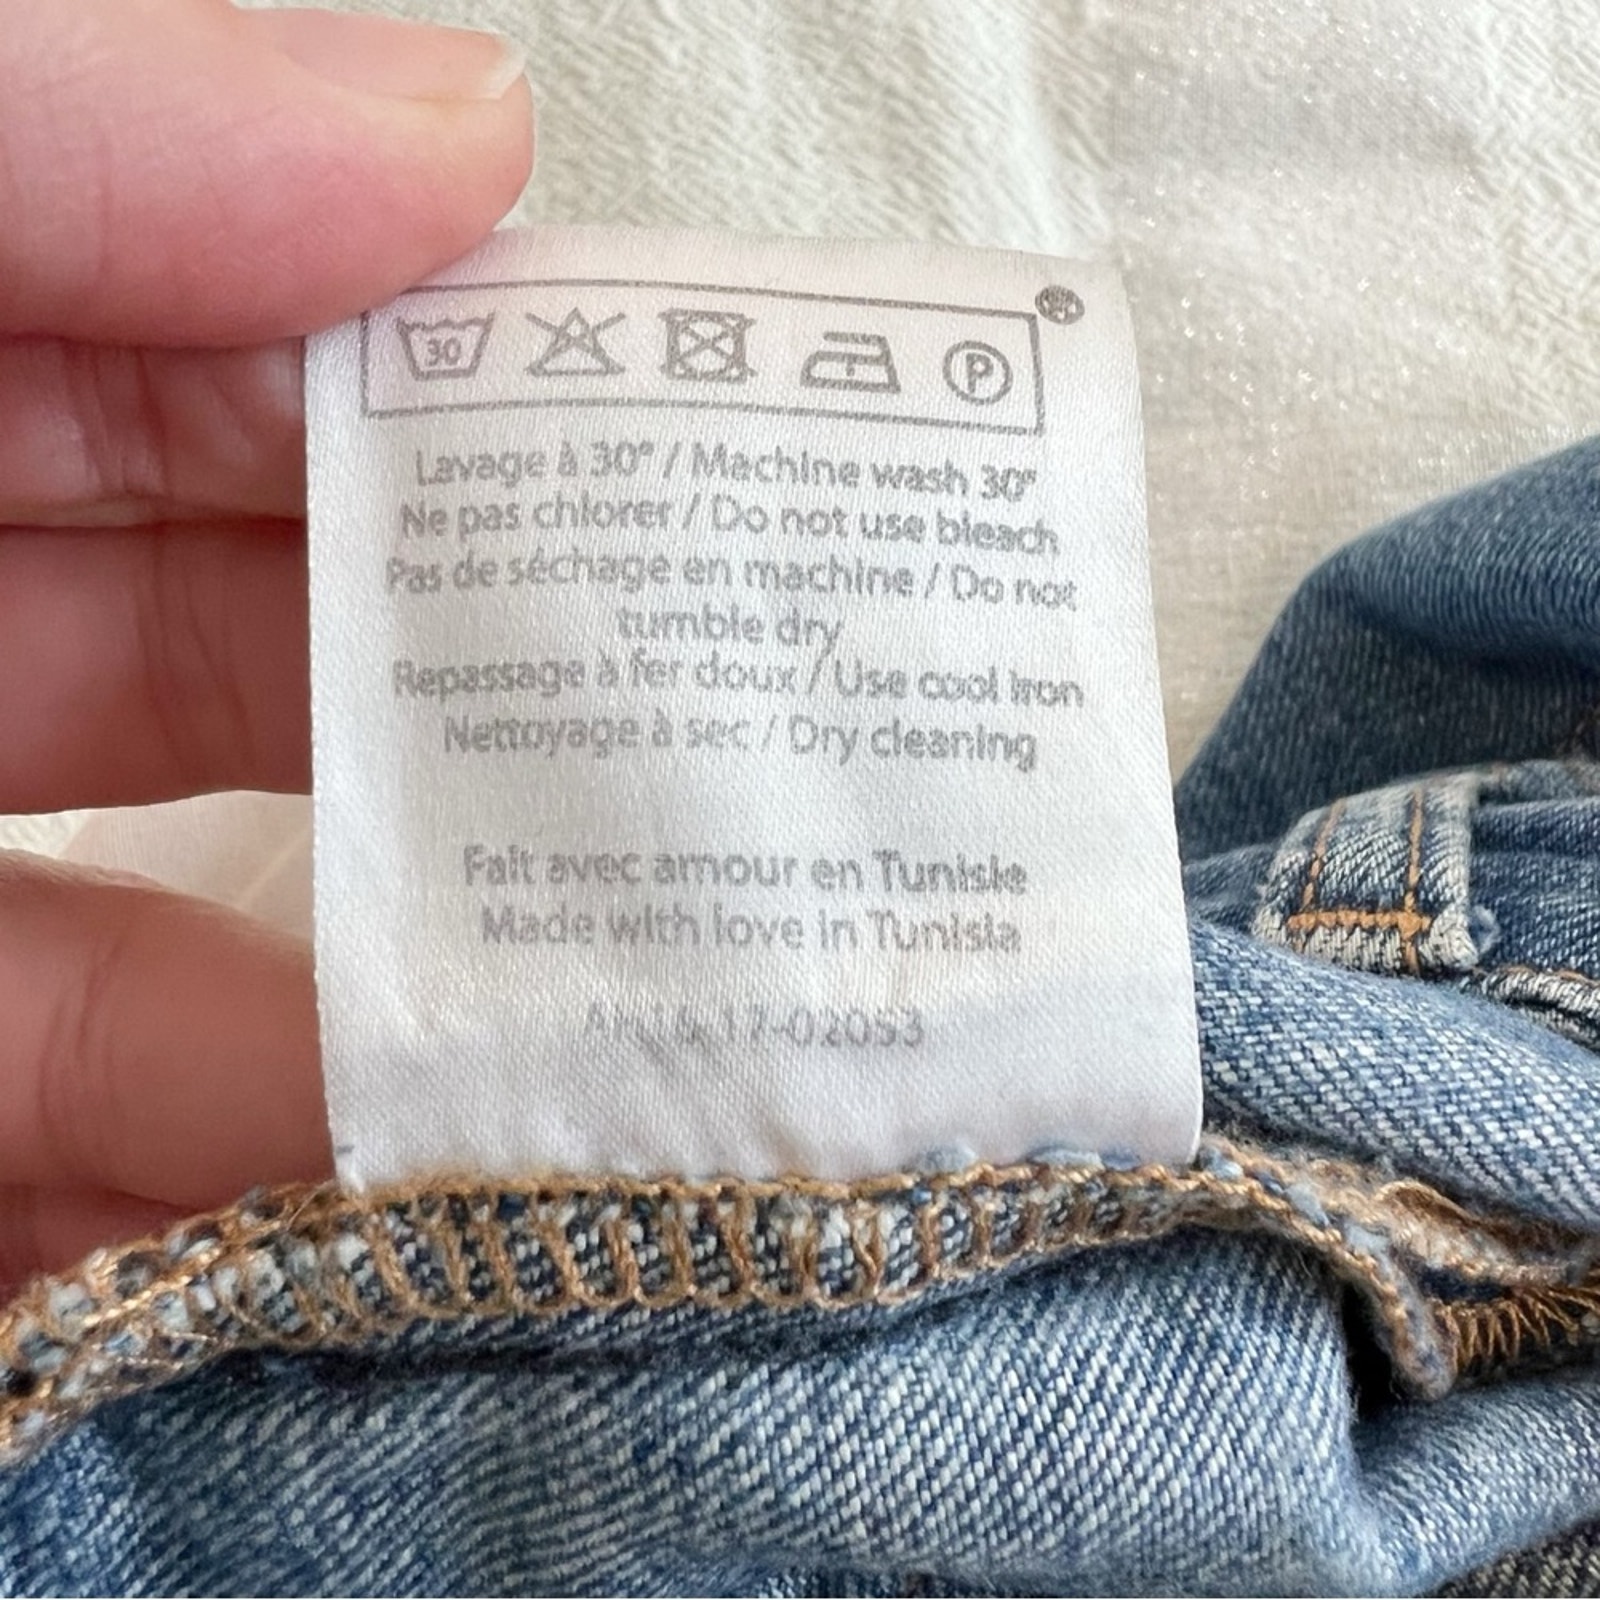 30
P
Lavage à 30° / Machine wash 30°
Ne pas chlorer / Do not use bleach
Pas de séchage en machine / Do not
tumble dry
Repassage à fer doux / Use cool iron
Nettoyage à sec / Dry cleaning
Fait avec amour en Tunisie
Made with love in Tunisia